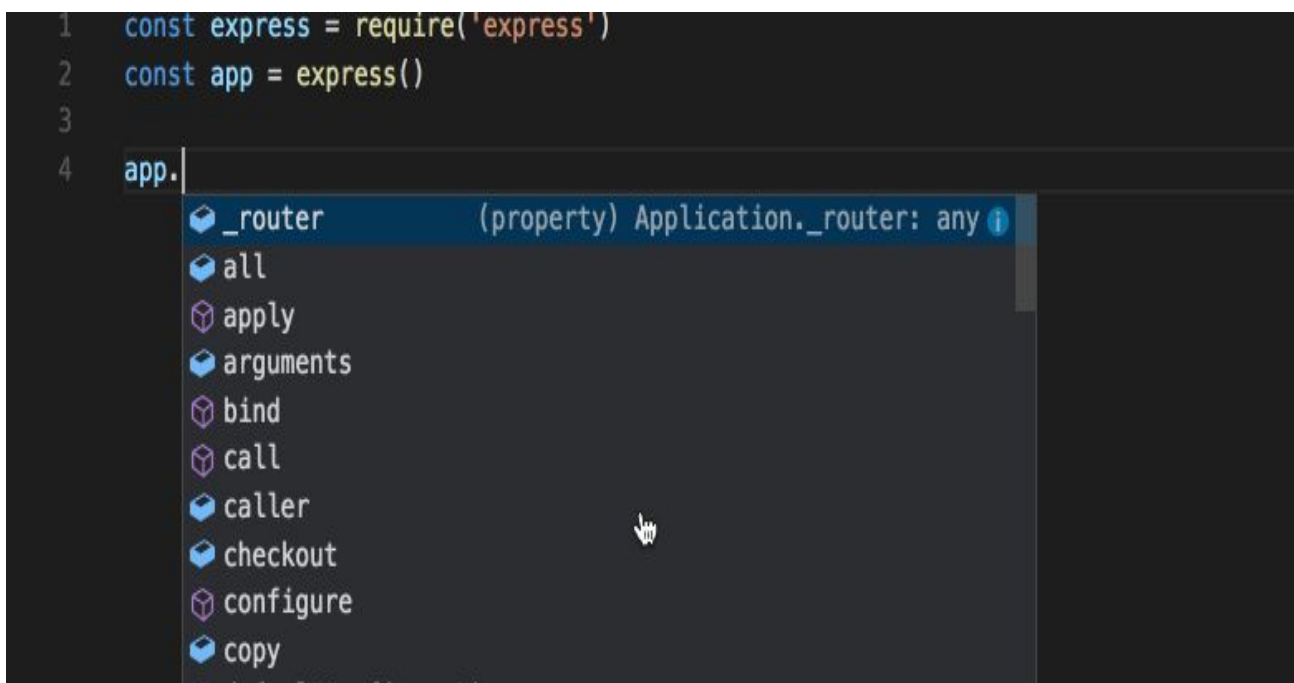 1 const express = require('express')
2 const app = express()
3
4 app.
_router (property) Application._router: any
all
apply
arguments
bind
call
caller
checkout
configure
copy